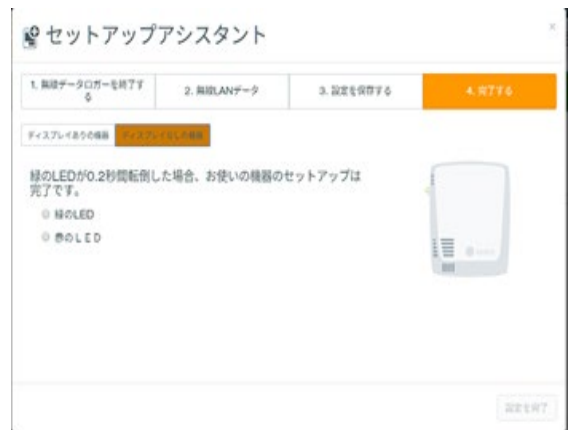 セットアップアシスタント
×
1. 無線データロガーを終了す
る
2. 無線LANデータ
3. 設定を保存する
4. 完了する
ディスプレイありの機器
ディスプレイなしの機器
緑のLEDが0.2秒間転倒した場合、お使いの機器のセットアップは
完了です。
緑のLED
赤のＬＥＤ
設定を完了